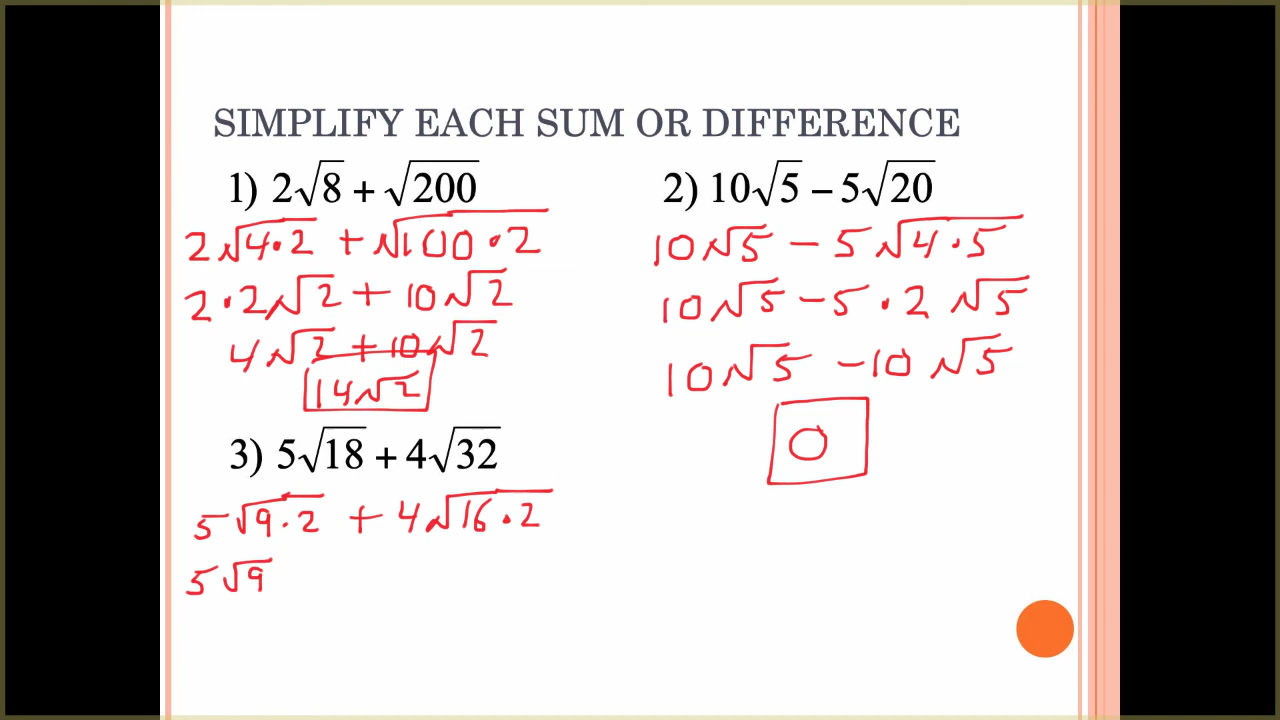 SIMPLIFY EACH SUM OR DIFFERENCE
1) 2√8 + √200
2√4·2 + √100·2
2·2√2 + 10√2
4√2 + 10√2
14√2
2) 10√5 – 5√20
10√5 – 5√4·5
10√5 – 5·2√5
10√5 – 10√5
0
3) 5√18 + 4√32
5√9·2 + 4√16·2
5√9